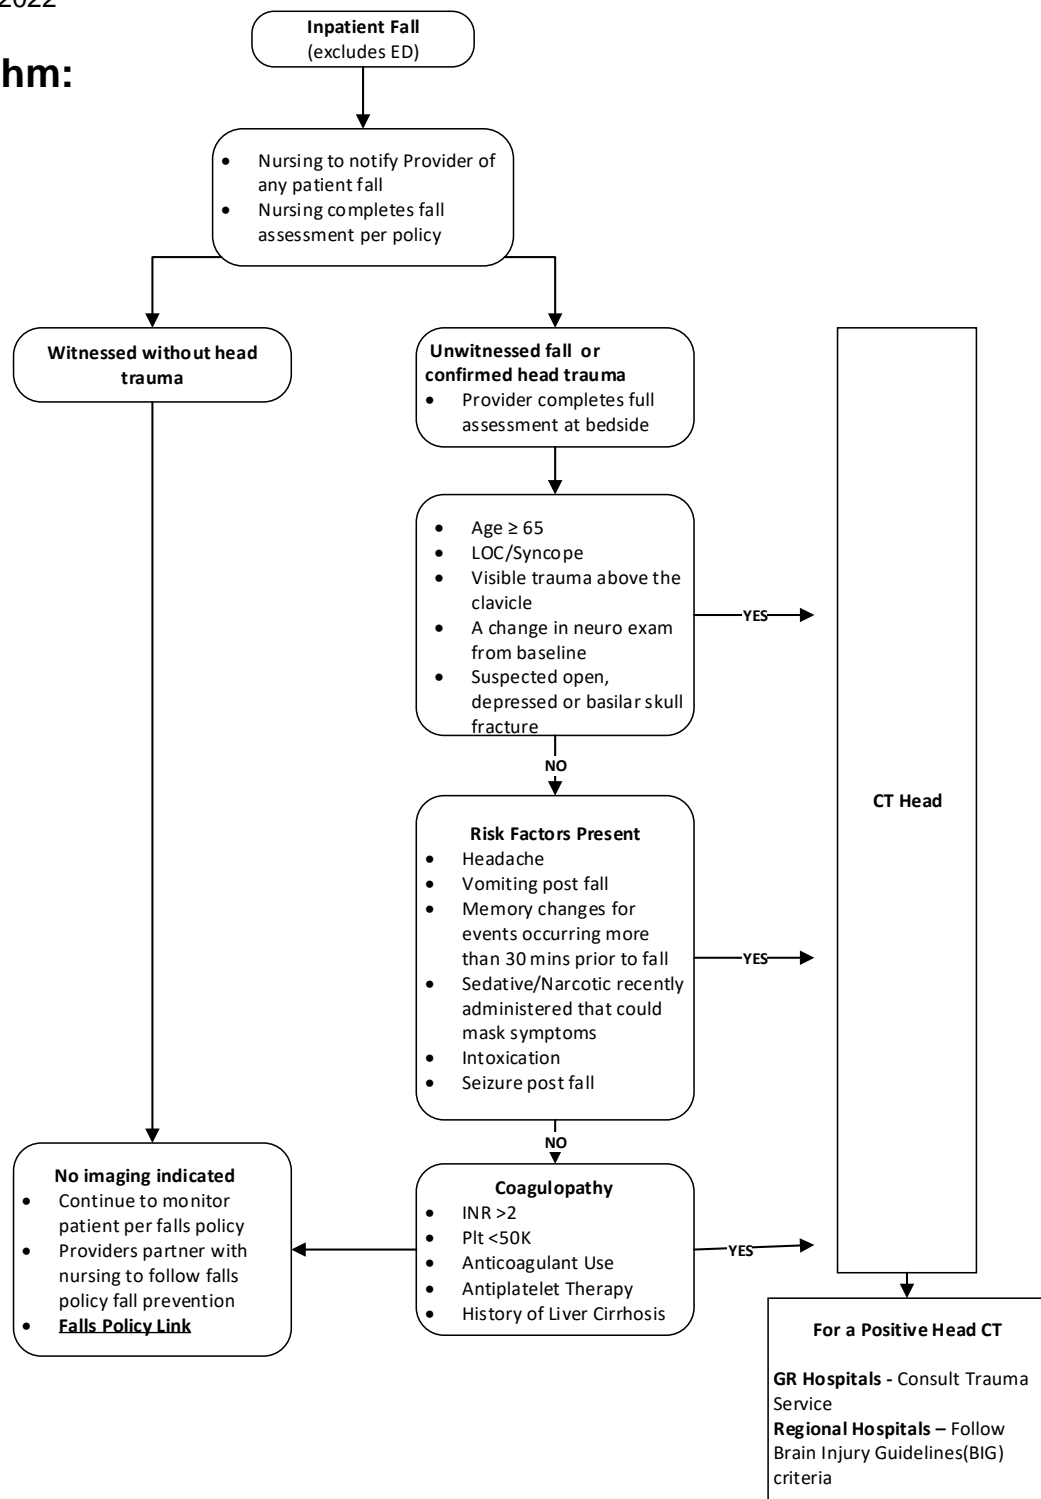 2022
hm:
Inpatient Fall
(excludes ED)
• Nursing to notify Provider of
any patient fall
• Nursing completes fall
assessment per policy
Witnessed without head
trauma
Unwitnessed fall or
confirmed head trauma
• Provider completes full
assessment at bedside
• Age ≥ 65
• LOC/Syncope
• Visible trauma above the
clavicle
• A change in neuro exam
from baseline
• Suspected open,
depressed or basilar skull
fracture
YES
NO
CT Head
Risk Factors Present
• Headache
• Vomiting post fall
• Memory changes for
events occurring more
than 30 mins prior to fall
• Sedative/Narcotic recently
administered that could
mask symptoms
• Intoxication
• Seizure post fall
YES
NO
No imaging indicated
• Continue to monitor
patient per falls policy
• Providers partner with
nursing to follow falls
policy fall prevention
• Falls Policy Link
Coagulopathy
• INR >2
• Plt <50K
• Anticoagulant Use
• Antiplatelet Therapy
• History of Liver Cirrhosis
YES
For a Positive Head CT
GR Hospitals - Consult Trauma
Service
Regional Hospitals – Follow
Brain Injury Guidelines(BIG)
criteria